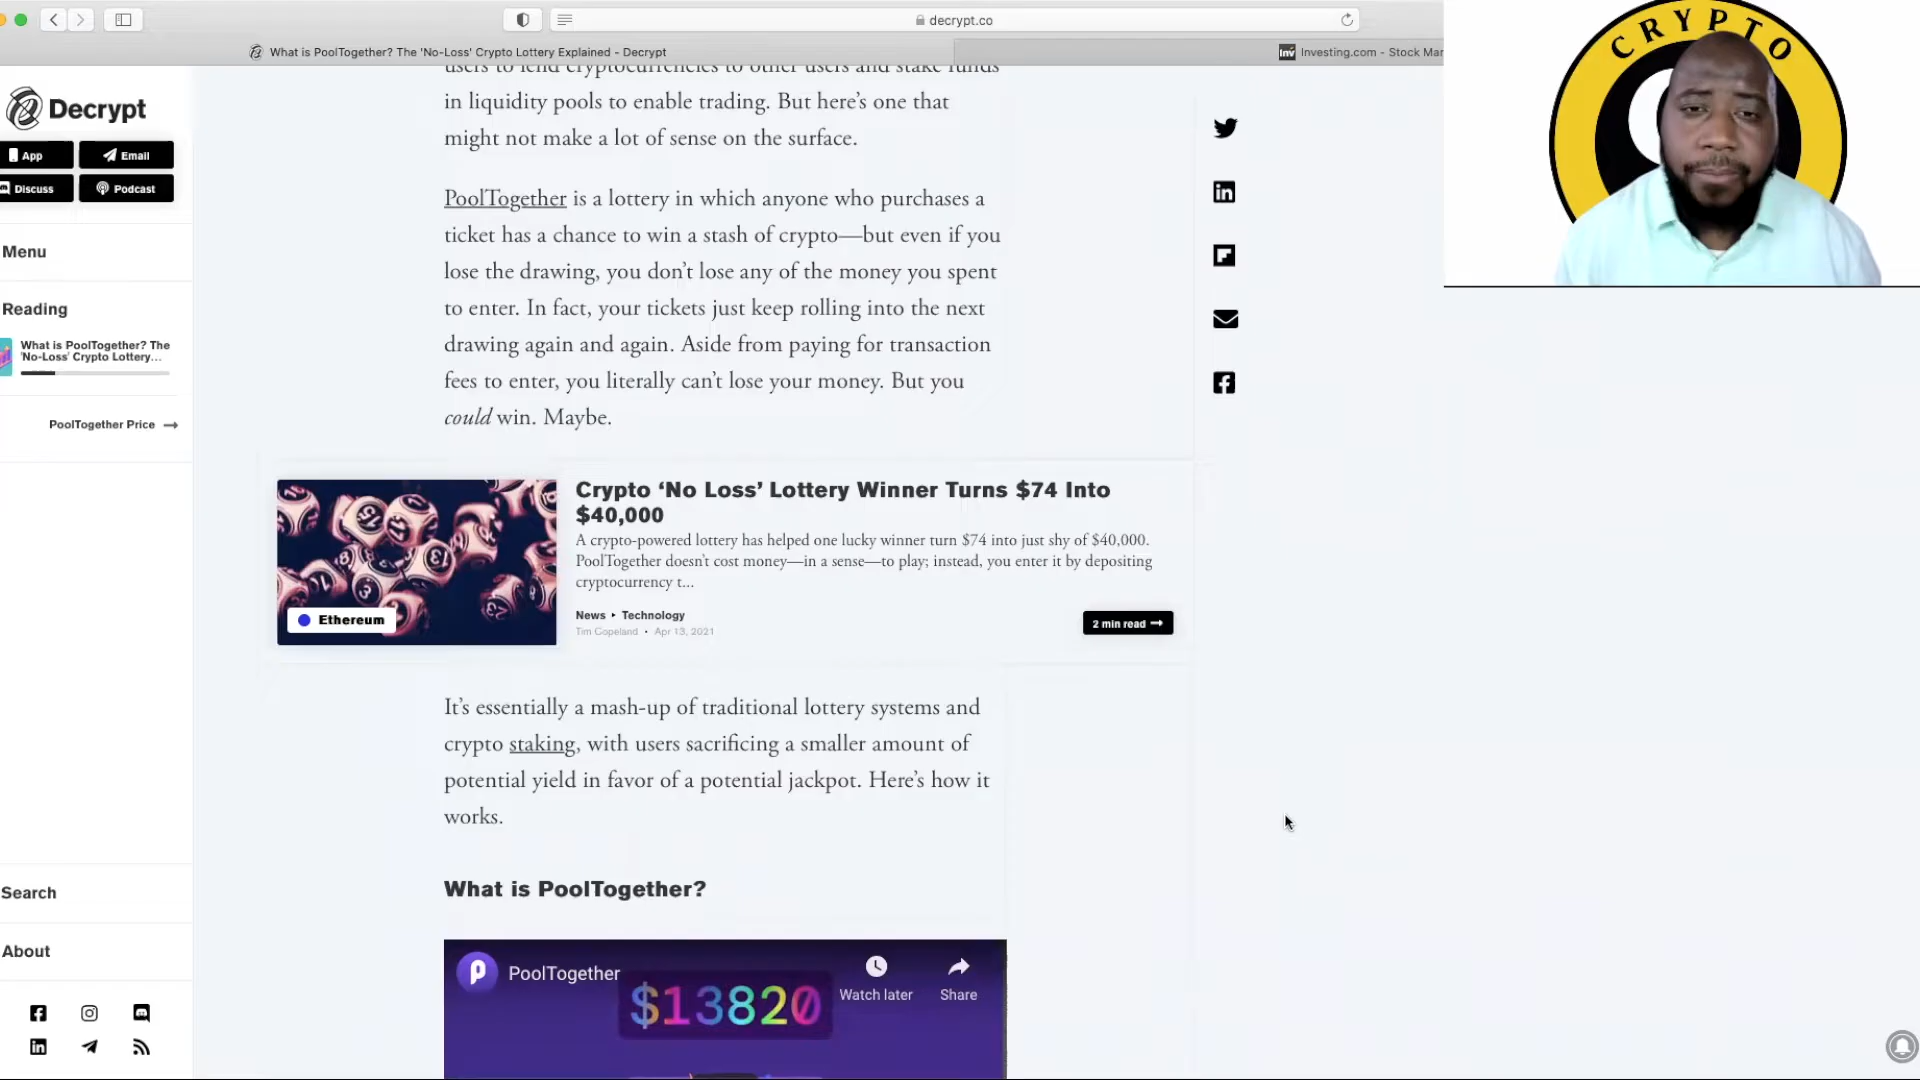 decrypt.co
What is PoolTogether? The 'No-Loss' Crypto Lottery Explained - Decrypt
Inv Investing.com - Stock Mar
CRYPTO
Decrypt
App
Email
Discuss
Podcast
Menu
Reading
What is PoolTogether? The
'No-Loss' Crypto Lottery...
PoolTogether Price →
Search
About
users to lend cryptocurrencies to other users and stake funds
in liquidity pools to enable trading. But here's one that
might not make a lot of sense on the surface.
PoolTogether is a lottery in which anyone who purchases a
ticket has a chance to win a stash of crypto—but even if you
lose the drawing, you don't lose any of the money you spent
to enter. In fact, your tickets just keep rolling into the next
drawing again and again. Aside from paying for transaction
fees to enter, you literally can't lose your money. But you
could win. Maybe.
Ethereum
Crypto ‘No Loss’ Lottery Winner Turns $74 Into
$40,000
A crypto-powered lottery has helped one lucky winner turn $74 into just shy of $40,000.
PoolTogether doesn't cost money—in a sense—to play; instead, you enter it by depositing
cryptocurrency t...
News ‣ Technology
Tim Copeland • Apr 13, 2021
2 min read →
It's essentially a mash-up of traditional lottery systems and
crypto staking, with users sacrificing a smaller amount of
potential yield in favor of a potential jackpot. Here's how it
works.
What is PoolTogether?
PoolTogether
$13820
Watch later
Share